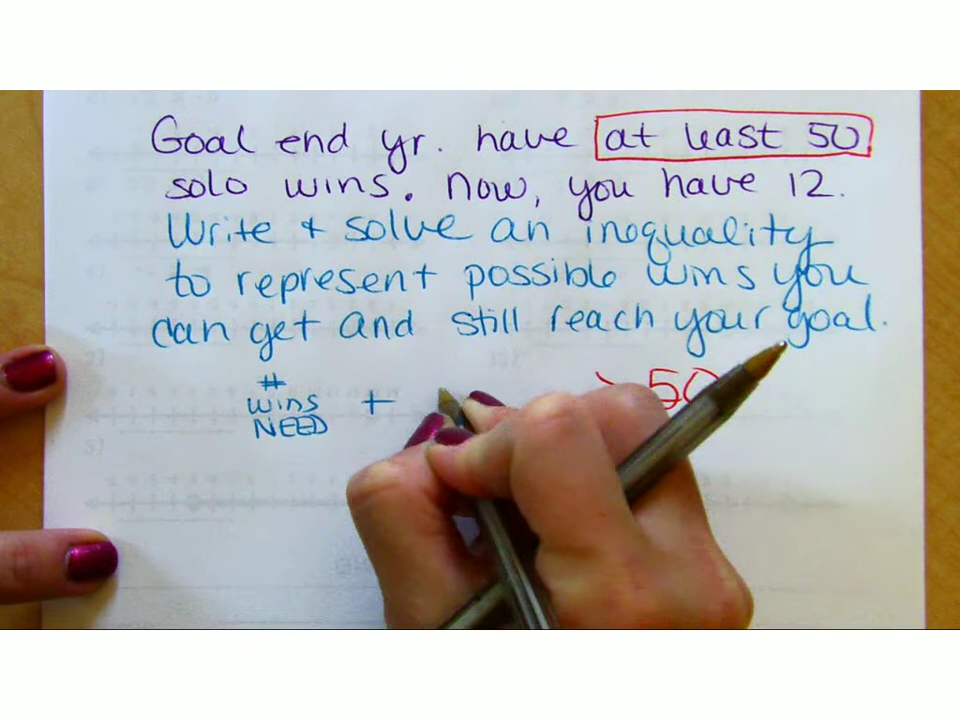 Goal end yr. have at least 50
solo wins. Now, you have 12.
Write + solve an inequality
to represent possible wins you
can get and still reach your goal.
#
wins + 50
NEED